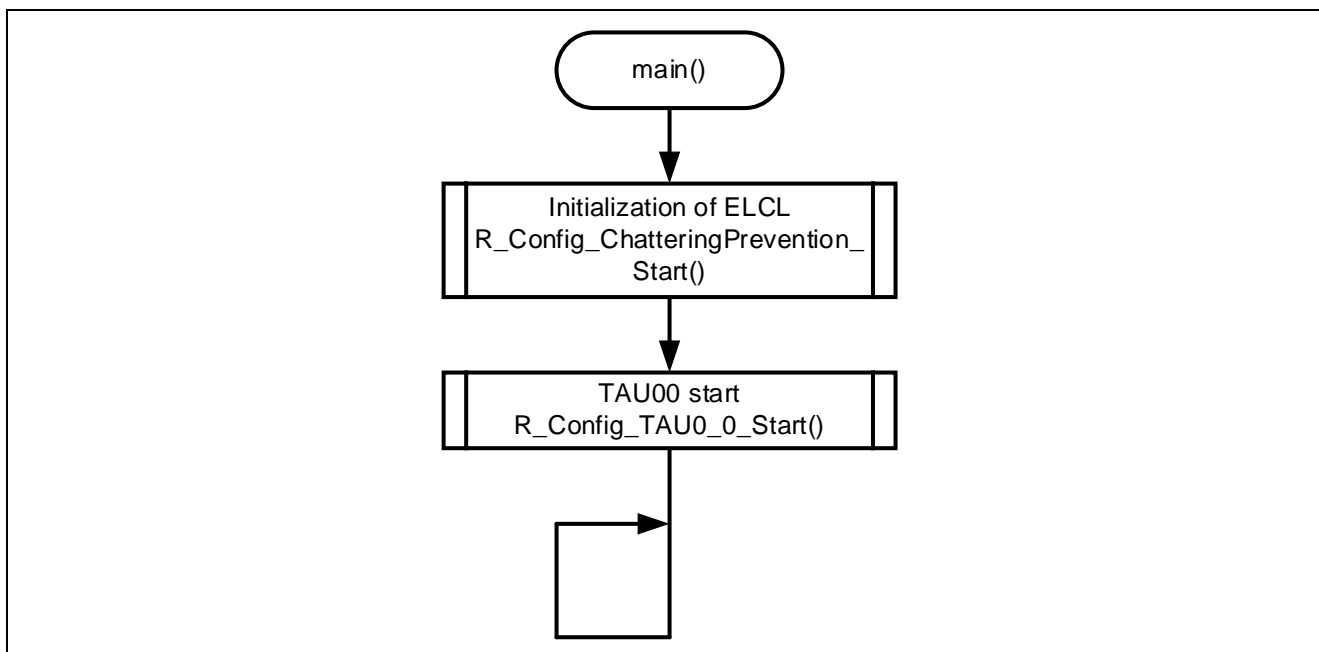 main()
Initialization of ELCL
R_Config_ChatteringPrevention_
Start()
TAU00 start
R_Config_TAU0_0_Start()